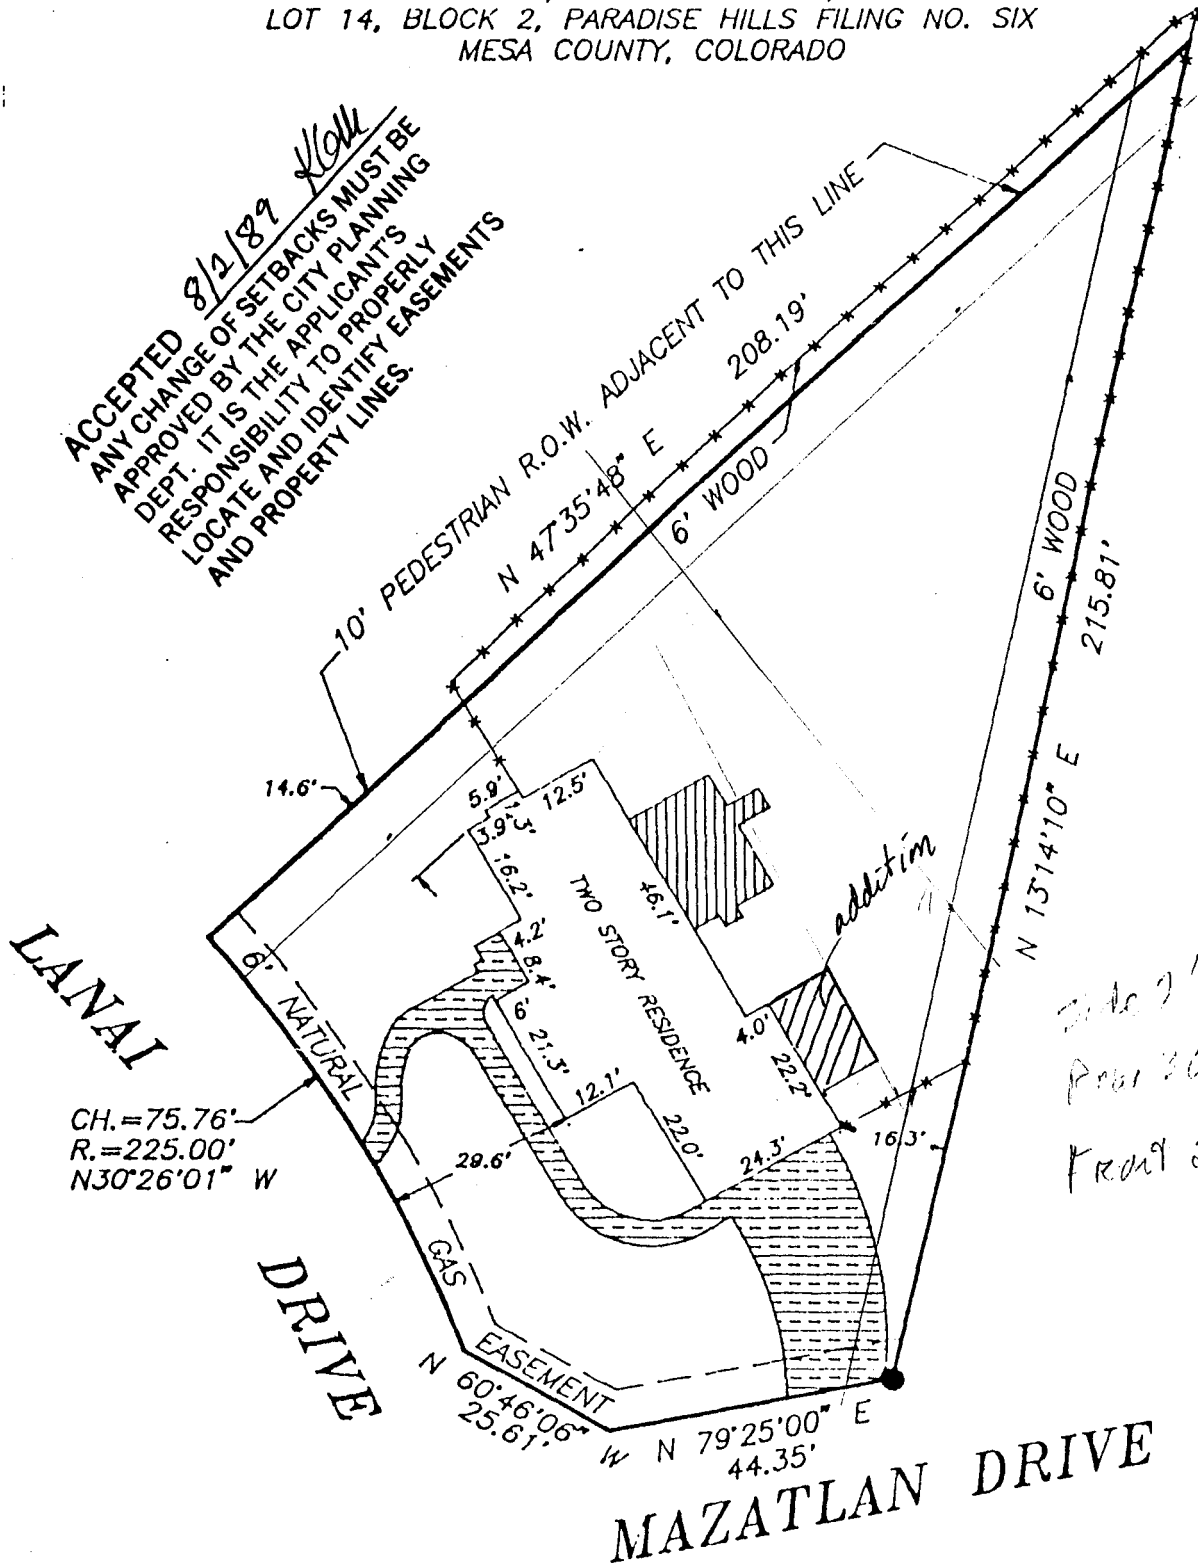 LOT 14, BLOCK 2, PARADISE HILLS FILING NO. SIX
MESA COUNTY, COLORADO
ACCEPTED 8/2/89
ANY CHANGE OF SETBACKS MUST BE
APPROVED BY THE CITY PLANNING
DEPT. IT IS THE APPLICANT'S
RESPONSIBILITY TO PROPERLY
LOCATE AND IDENTIFY EASEMENTS
AND PROPERTY LINES.
10' PEDESTRIAN R.O.W. ADJACENT TO THIS LINE
N 47°35'48" E
208.19'
6' WOOD
6' WOOD
215.81'
N 13°14'10" E
14.6'
5.9'
12.5'
3.9'
1.3'
16.2'
46.1'
TWO STORY RESIDENCE
addition
4.2'
8.4'
6'
21.3'
12.1'
22.0'
4.0'
22.2'
24.3'
16.3'
29.6'
6' NATURAL
GAS
EASEMENT
LANAI
DRIVE
CH.=75.76'
R.=225.00'
N30°26'01" W
Front
N 60°46'06" W
25.61'
N 79°25'00" E
44.35'
MAZATLAN DRIVE